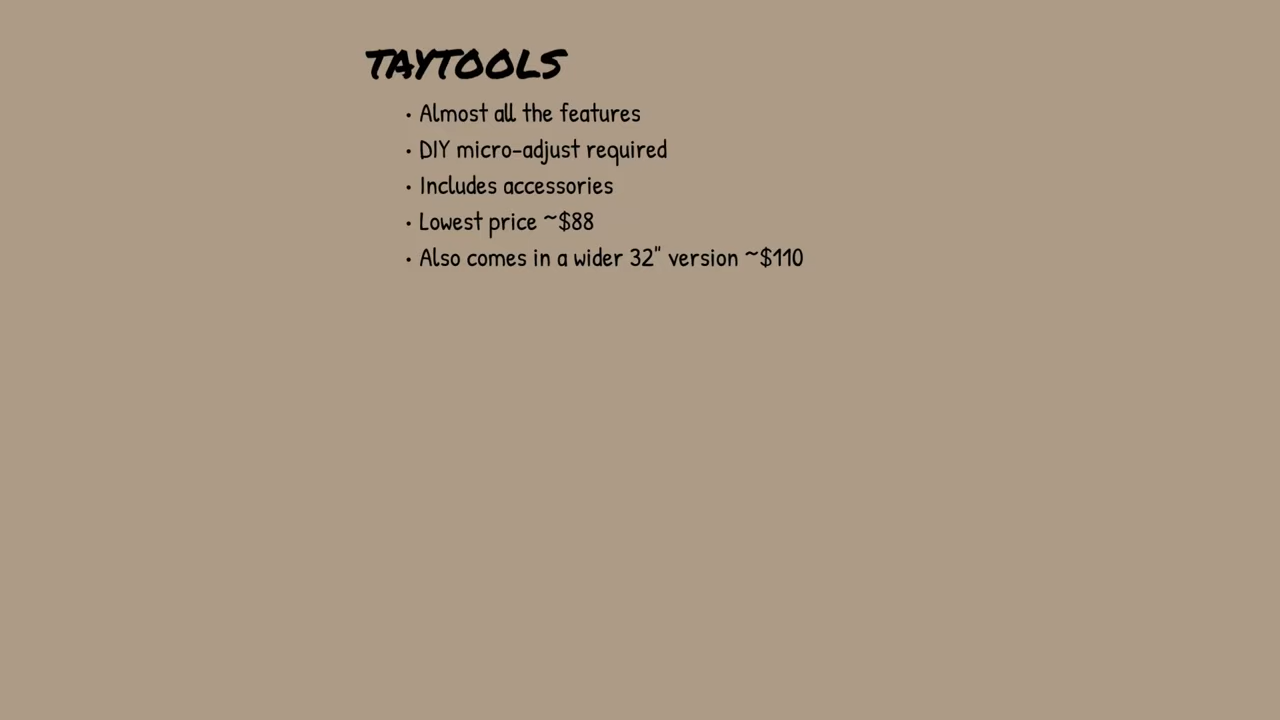 TAYTOOLS
• Almost all the features
• DIY micro-adjust required
• Includes accessories
• Lowest price ~$88
• Also comes in a wider 32" version ~$110